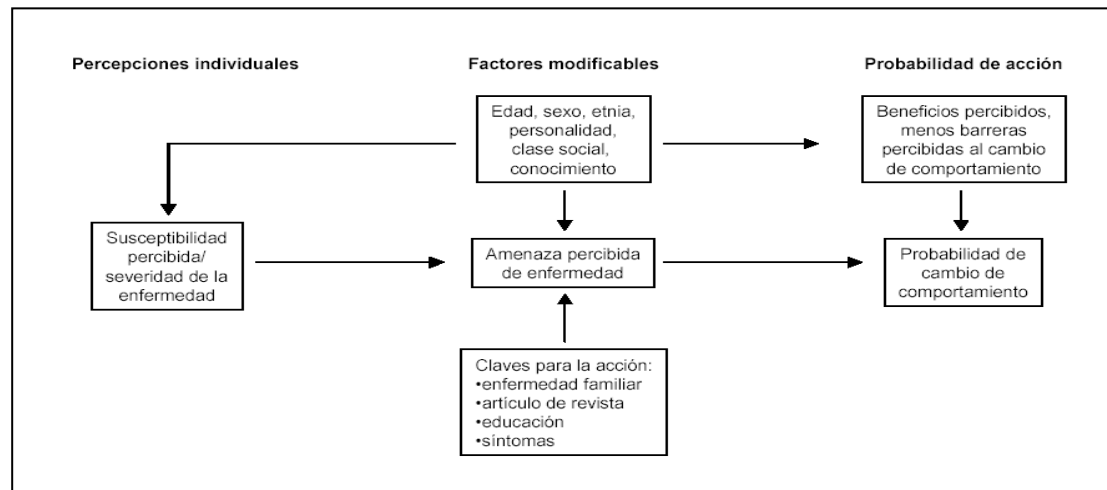 Percepciones individuales
Factores modificables
Probabilidad de acción
Edad, sexo, etnia,
personalidad,
clase social,
conocimiento
Beneficios percibidos,
menos barreras
percibidas al cambio
de comportamiento
Susceptibilidad
percibida/
severidad de la
enfermedad
Amenaza percibida
de enfermedad
Probabilidad de
cambio de
comportamiento
Claves para la acción:
•enfermedad familiar
•artículo de revista
•educación
•síntomas